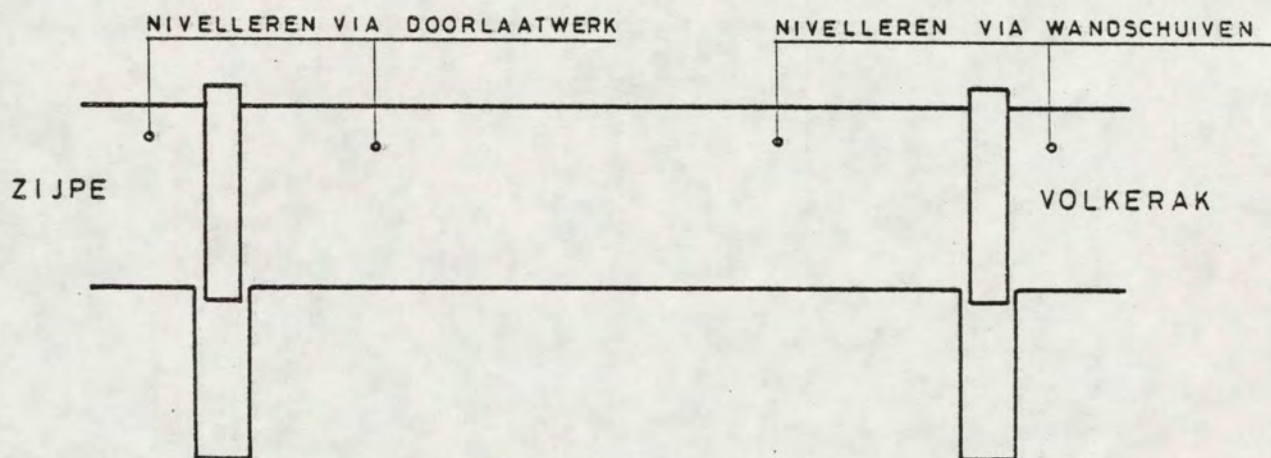 NIVELLEREN VIA DOORLAATWERK
NIVELLEREN VIA WANDSCHUIVEN
ZIJPE
VOLKERAK